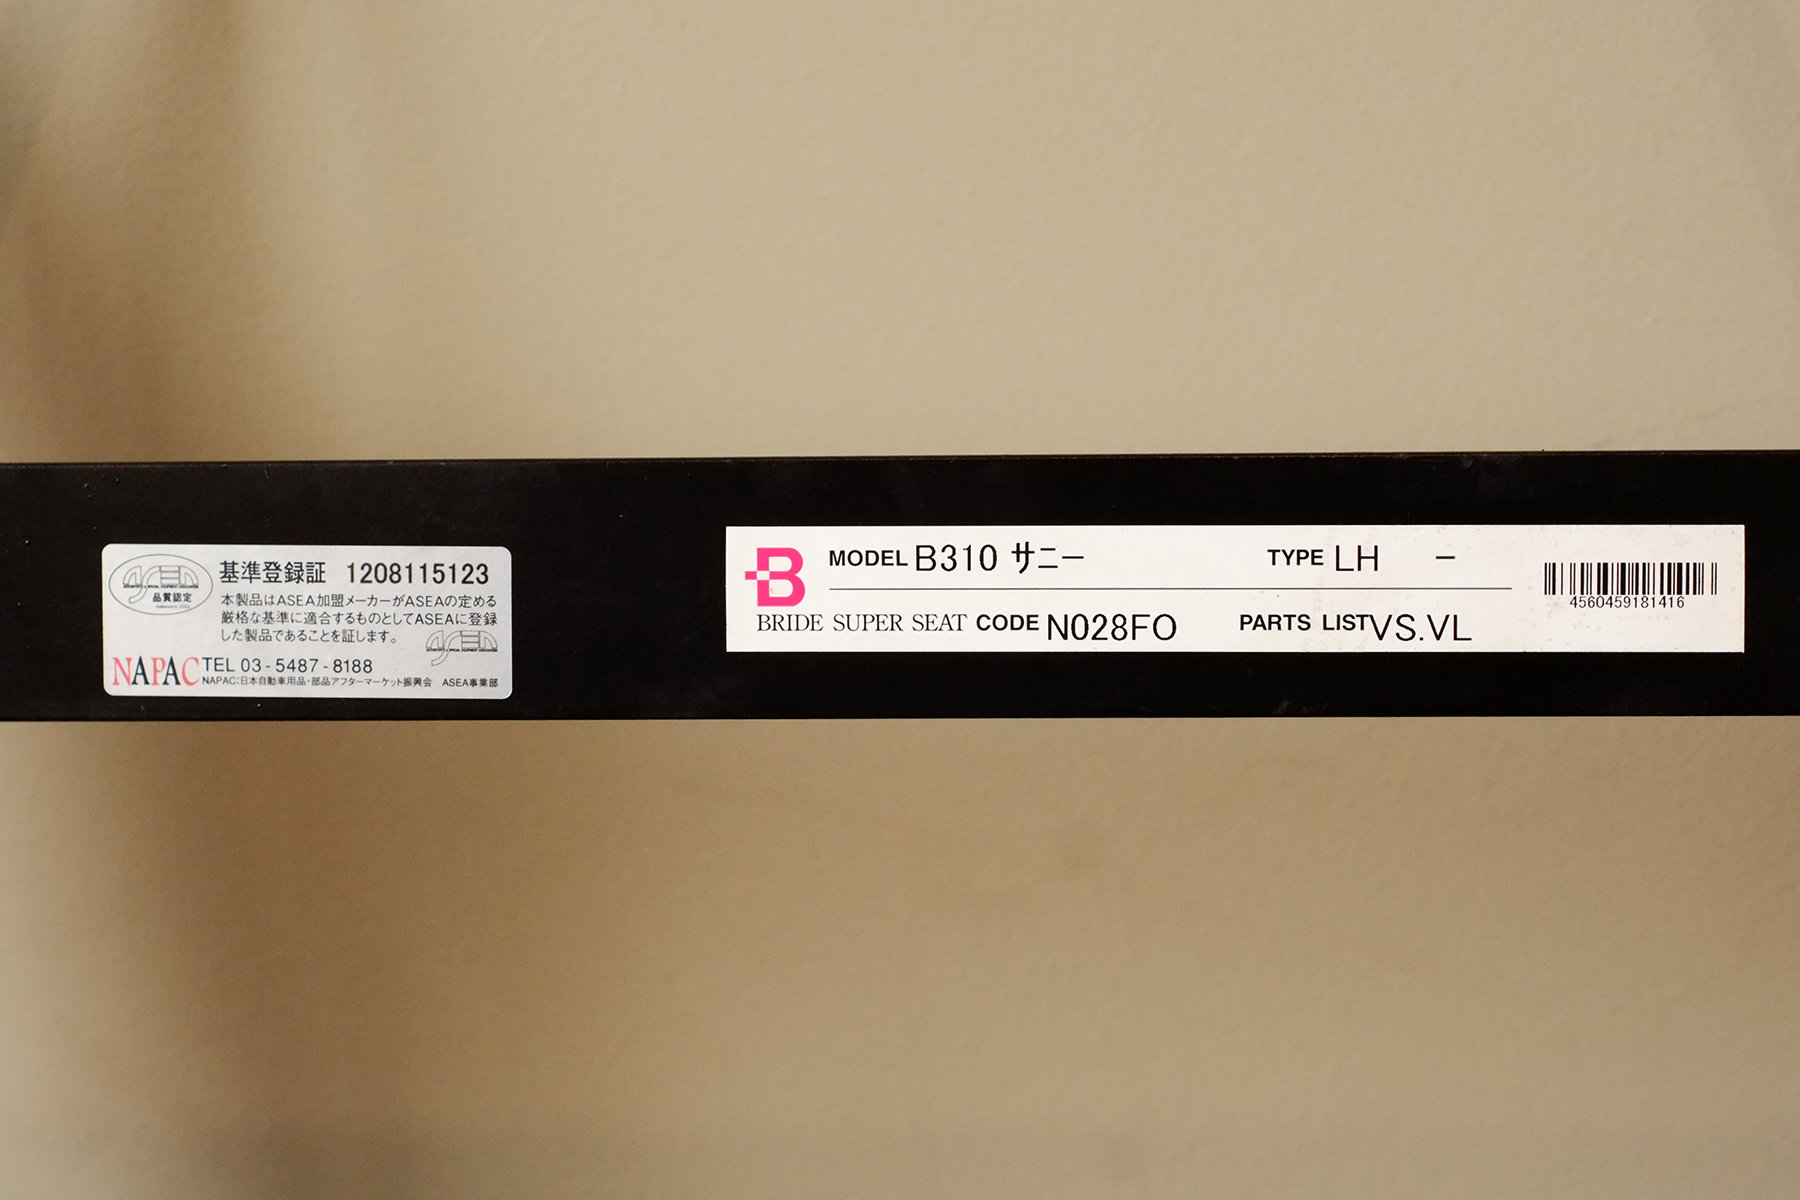 品質認定
基準登録証 1208115123
本製品はASEA加盟メーカーがASEAの定める
厳格な基準に適合するものとしてASEAに登録
した製品であることを証します。
NAPAC TEL 03-5487-8188
NAPAC:日本自動車用品・部品アフターマーケット振興会 ASEA事業部
B
MODEL B310 サニー TYPE LH －
BRIDE SUPER SEAT CODE N028FO PARTS LIST VS.VL
4560459181416